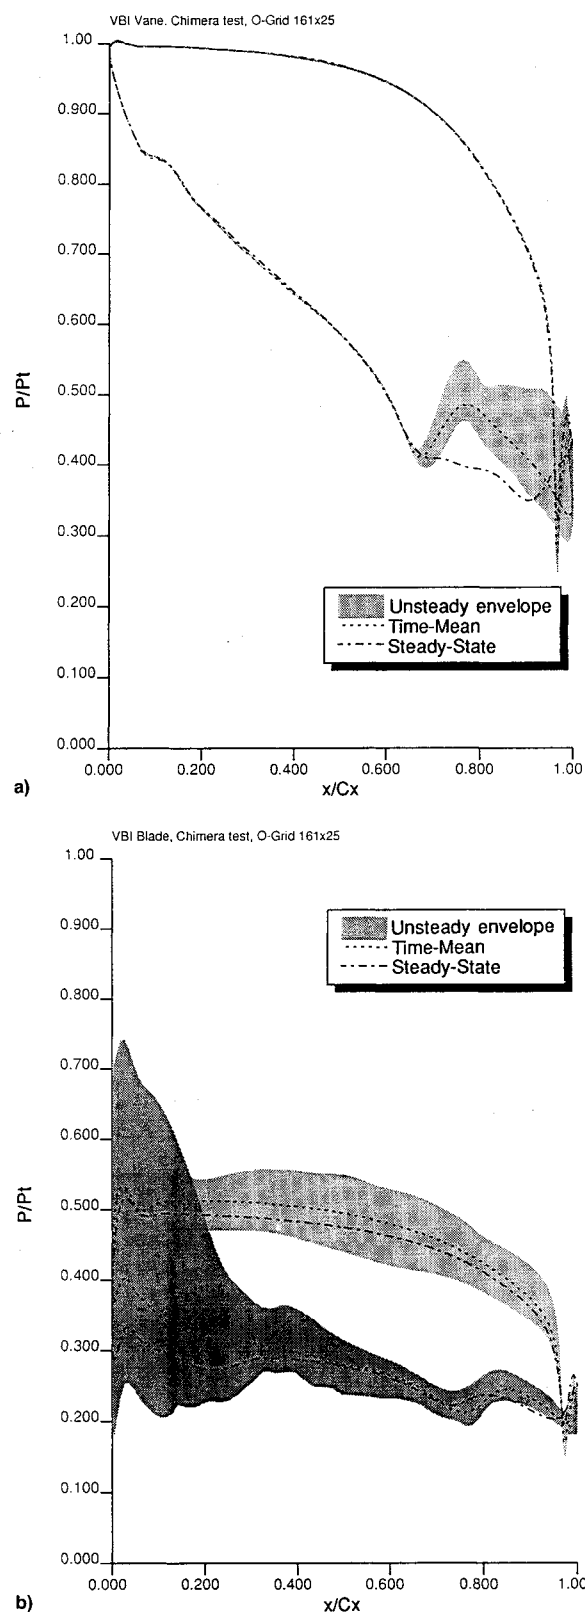 VBI Vane. Chimera test, O-Grid 161x25
1.00
0.900
0.800
0.700
0.600
P/Pt
0.500
0.400
0.300
Unsteady envelope
0.200
Time-Mean
Steady-State
0.100
0.000
0.000 0.200 0.400 0.600 0.800 1.00
a) x/Cx
VBI Blade, Chimera test, O-Grid 161x25
1.00
Unsteady envelope
0.900
Time-Mean
Steady-State
0.800
0.700
0.600
P/Pt
0.500
0.400
0.300
0.200
0.100
0.000
0.000 0.200 0.400 0.600 0.800 1.00
b) x/Cx